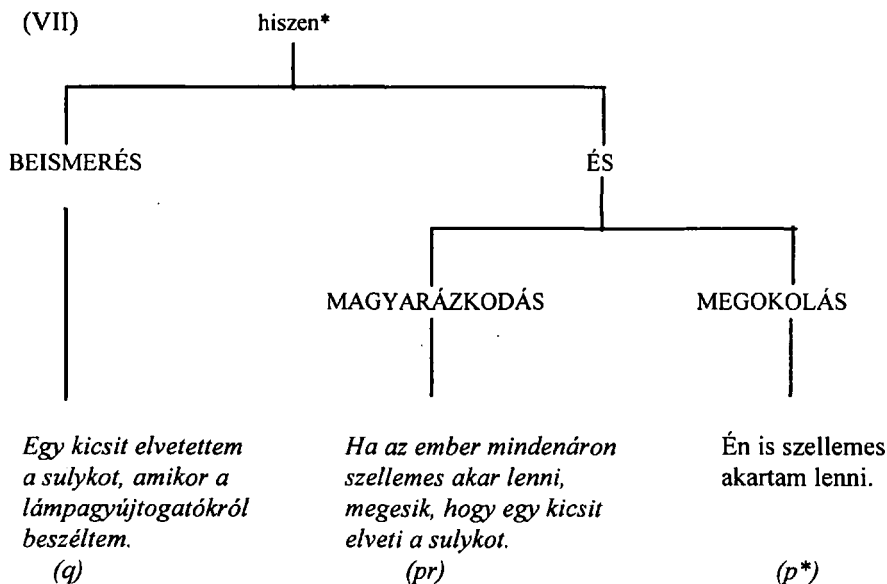 (VII) hiszen*
BEISMERÉS ÉS
MAGYARÁZKODÁS MEGOKOLÁS
Egy kicsit elvetettem
a sulykot, amikor a
lámpagyújtogatókról
beszéltem.
(q)
Ha az ember mindenáron
szellemes akar lenni,
megesik, hogy egy kicsit
elveti a sulykot.
(pr)
Én is szellemes
akartam lenni.
(p*)